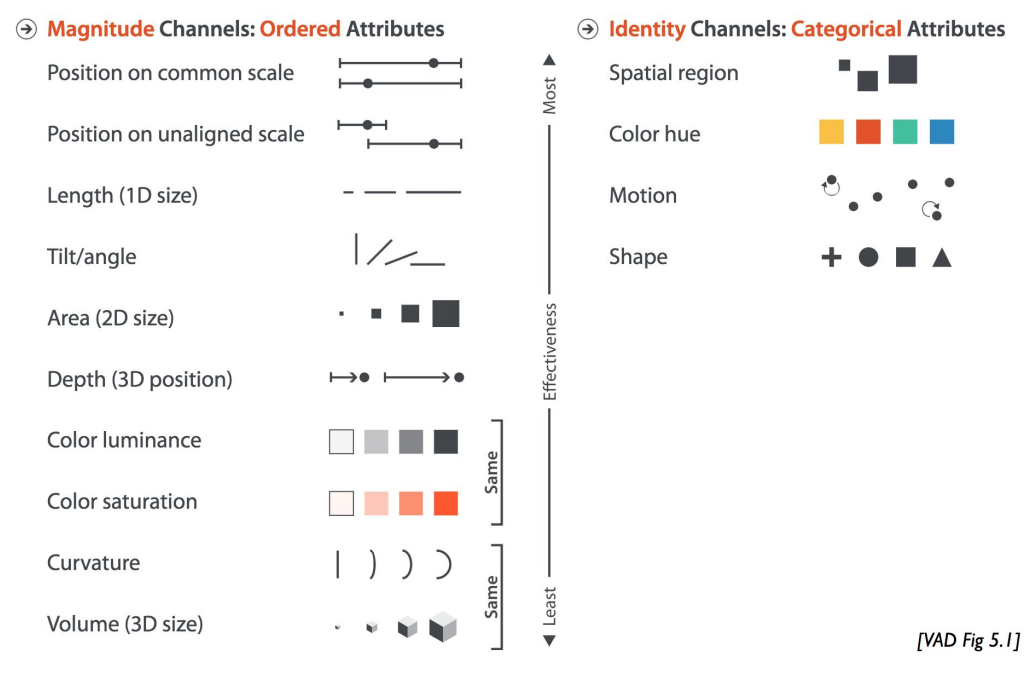 Magnitude Channels: Ordered Attributes
Position on common scale
Position on unaligned scale
Length (1D size)
Tilt/angle
Area (2D size)
Depth (3D position)
Color luminance
Color saturation
Same
Curvature
Volume (3D size)
Same
Most
Effectiveness
Least
Identity Channels: Categorical Attributes
Spatial region
Color hue
Motion
Shape
[VAD Fig 5.1]